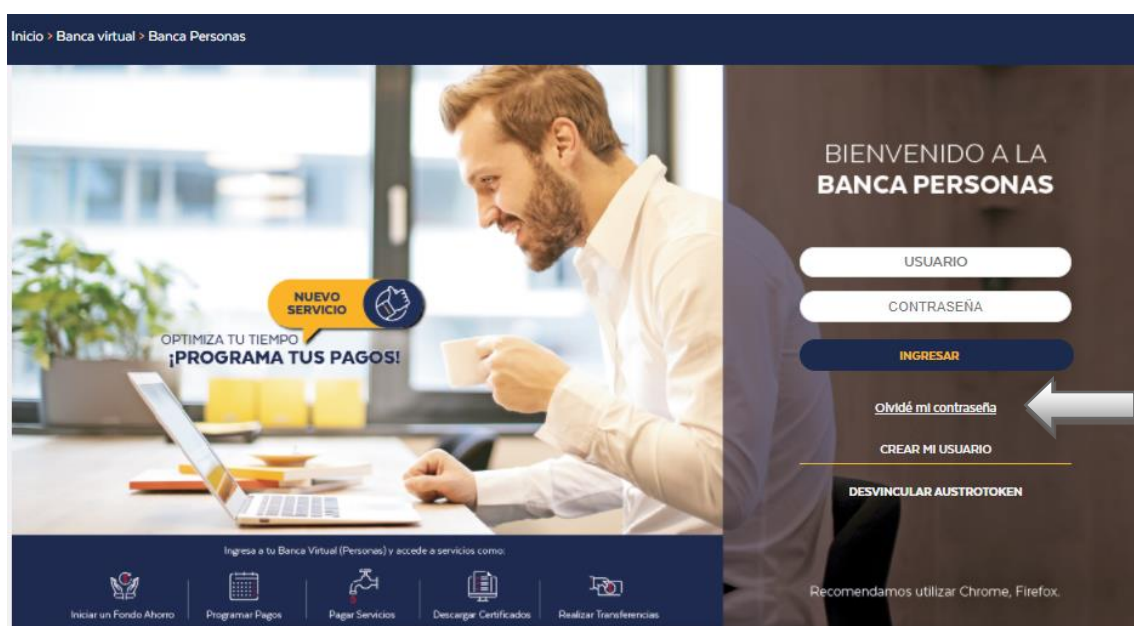 Inicio > Banca virtual > Banca Personas
NUEVO
SERVICIO
OPTIMIZA TU TIEMPO
¡PROGRAMA TUS PAGOS!
Ingresa a tu Banca Virtual (Personas) y accede a servicios como:
Iniciar un Fondo Ahorro
Programar Pagos
Pagar Servicios
Descargar Certificados
Realizar Transferencias
BIENVENIDO A LA
BANCA PERSONAS
USUARIO
CONTRASEÑA
INGRESAR
Olvidé mi contraseña
CREAR MI USUARIO
DESVINCULAR AUSTROTOKEN
Recomendamos utilizar Chrome, Firefox.